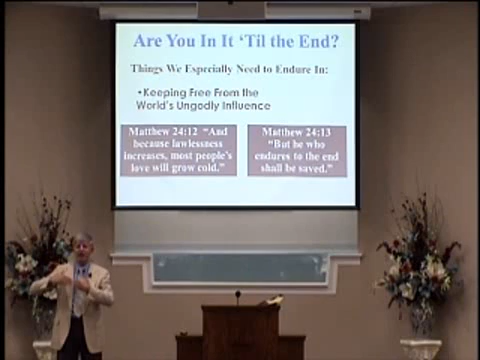 Are You In It ‘Til the End?
Things We Especially Need to Endure In:
•Keeping Free From the
World's Ungodly Influence
Matthew 24:12 “And
because lawlessness
increases, most people's
love will grow cold.”
Matthew 24:13
“But he who
endures to the end
shall be saved.”